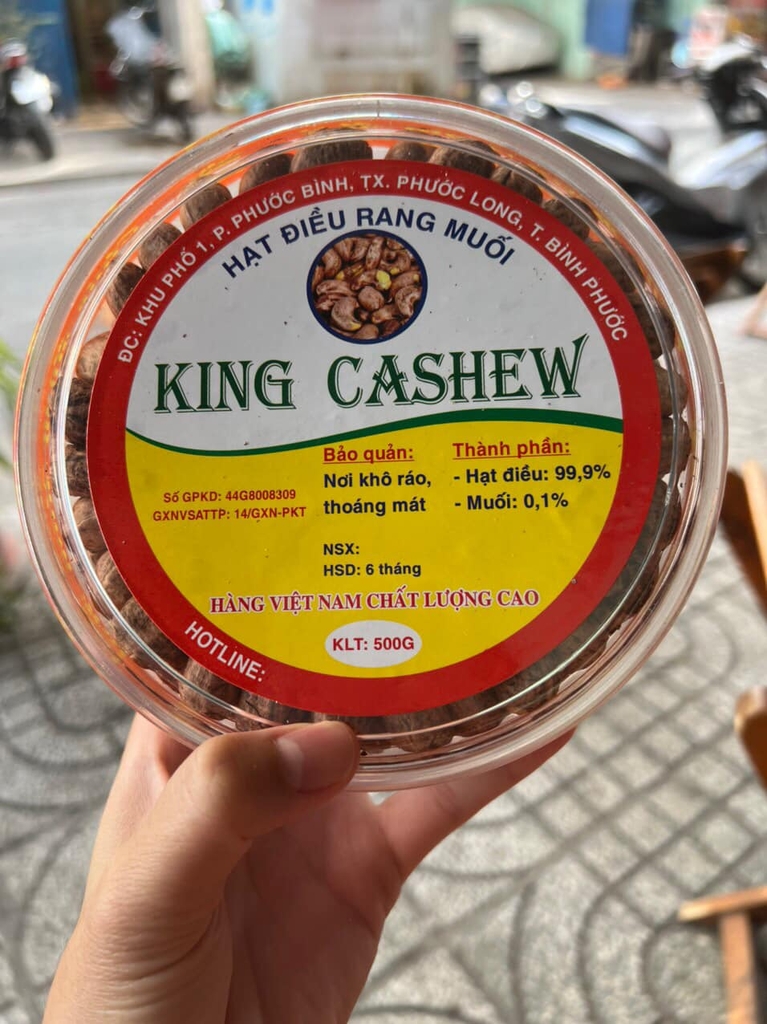 ĐC: KHU PHỐ 1, P. PHƯỚC BÌNH, TX. PHƯỚC LONG, T. BÌNH PHƯỚC
HẠT ĐIỀU RANG MUỐI
KING CASHEW
Bảo quản:
Nơi khô ráo,
thoáng mát
Thành phần:
- Hạt điều: 99,9%
- Muối: 0,1%
Số GPKD: 44G8008309
GXNVSATTP: 14/GXN-PKT
NSX:
HSD: 6 tháng
HÀNG VIỆT NAM CHẤT LƯỢNG CAO
KLT: 500G
HOTLINE: